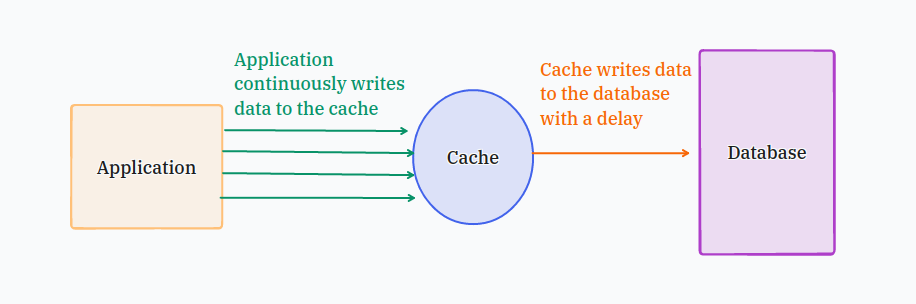 Application
continuously writes
data to the cache
Cache writes data
to the database
with a delay
Application
Cache
Database